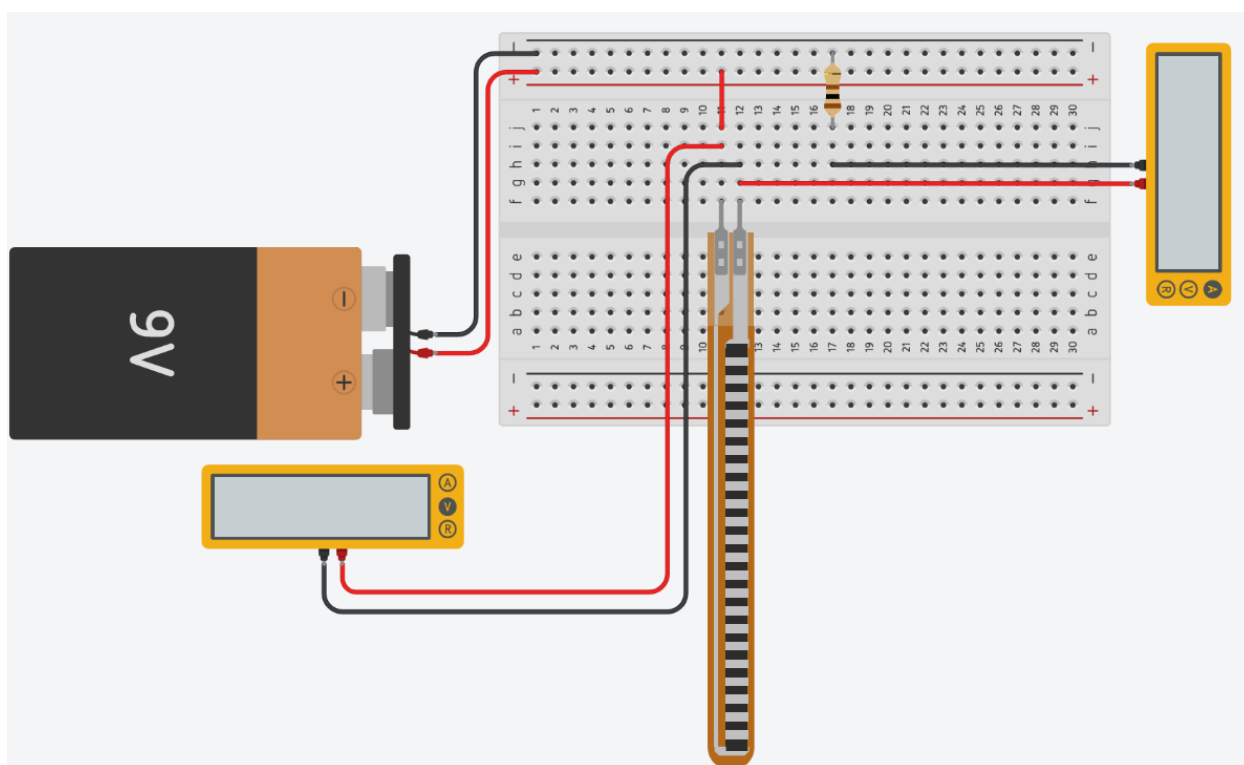 − −
+ +
1 2 3 4 5 6 7 8 9 10 11 12 13 14 15 16 17 18 19 20 21 22 23 24 25 26 27 28 29 30
j j
i i
h h
g g
f f
A V R
e e
d d
c c
b b
a a
1 2 3 4 5 6 7 8 9 10 13 14 15 16 17 18 19 20 21 22 23 24 25 26 27 28 29 30
− −
+ +
9V
−
+
A
V
R